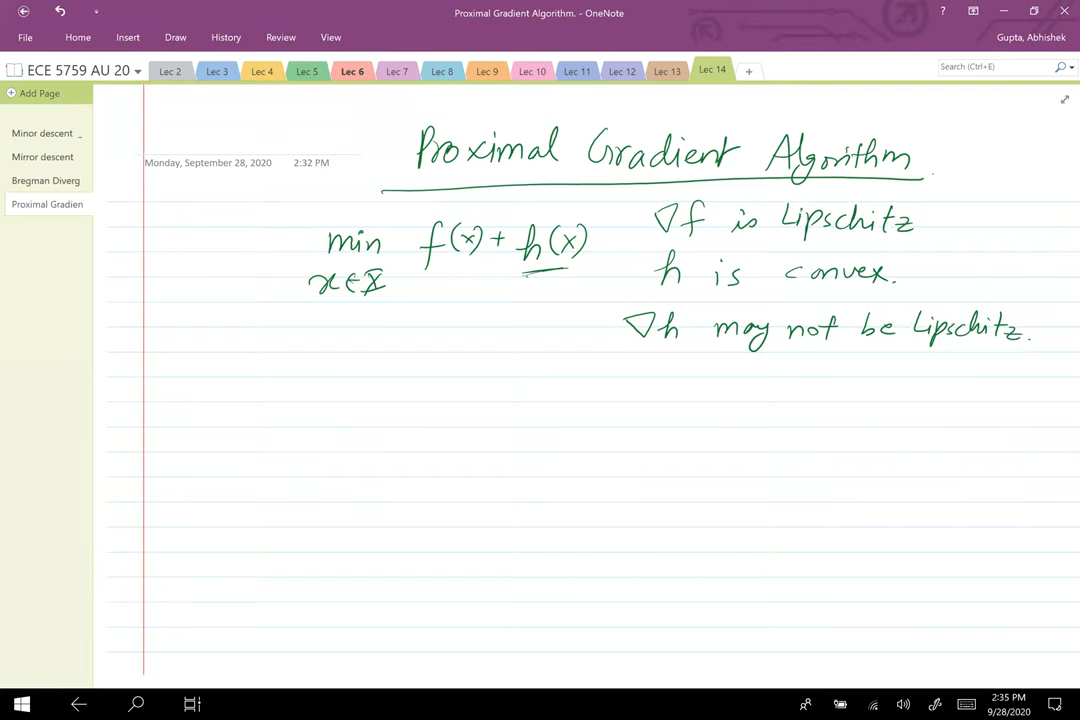 Proximal Gradient Algorithm. - OneNote
?
File Home Insert Draw History Review View
Gupta, Abhishek
ECE 5759 AU 20
Lec 2 Lec 3 Lec 4 Lec 5 Lec 6 Lec 7 Lec 8 Lec 9 Lec 10 Lec 11 Lec 12 Lec 13 Lec 14 +
Search (Ctrl+E)
Add Page
Minor descent _
Mirror descent
Bregman Diverg
Proximal Gradien
Monday, September 28, 2020 2:32 PM
Proximal Gradient Algorithm.
min f(x) + h(x)
x∈X
∇f is Lipschitz
h is convex.
∇h may not be Lipschitz.
2:35 PM
9/28/2020